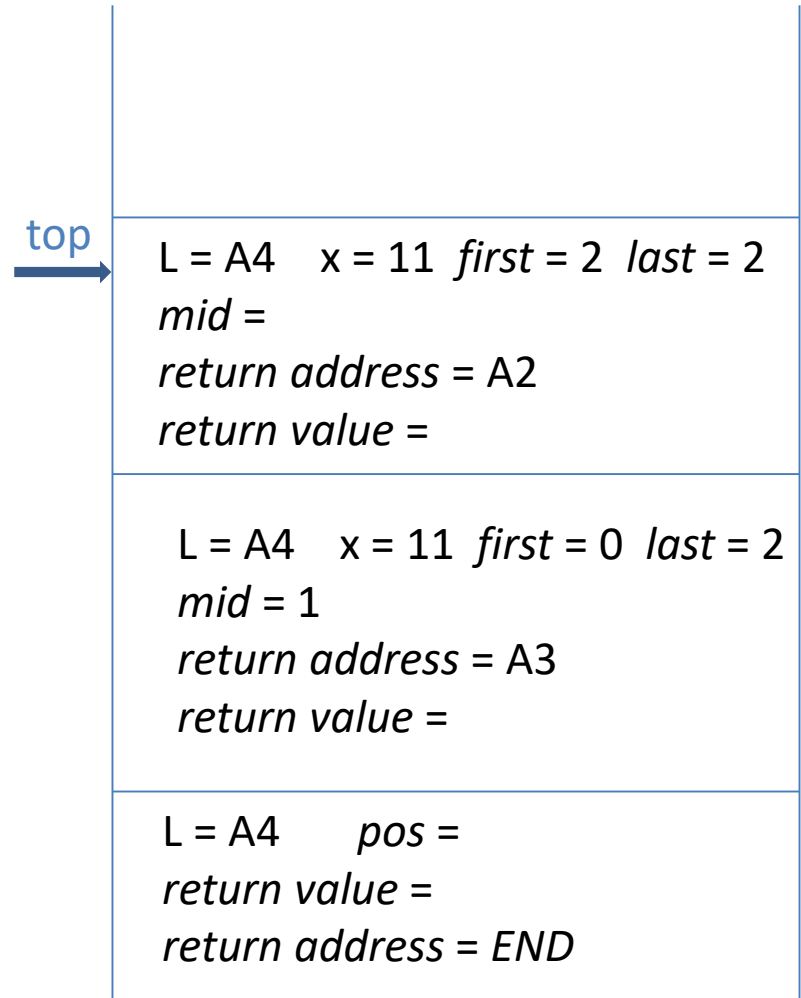 top
L = A4 x = 11 first = 2 last = 2
mid =
return address = A2
return value =
L = A4 x = 11 first = 0 last = 2
mid = 1
return address = A3
return value =
L = A4 pos =
return value =
return address = END